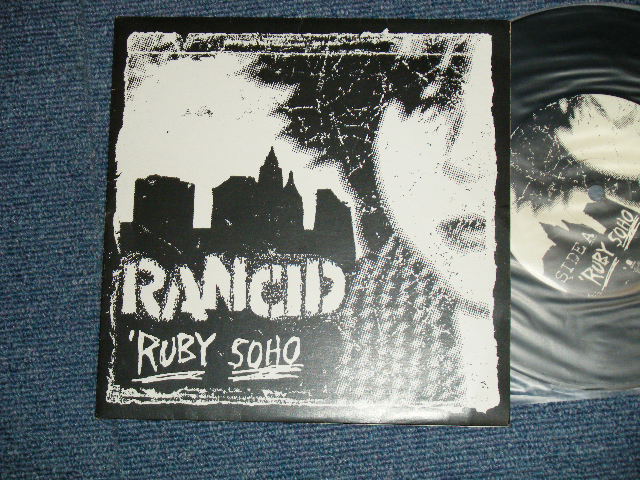 RANCID
'RUBY SOHO
SIDE A
'RUBY SOHO